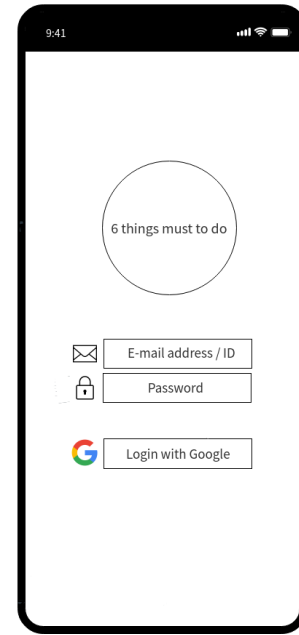 9:41
6 things must to do
E-mail address / ID
Password
Login with Google